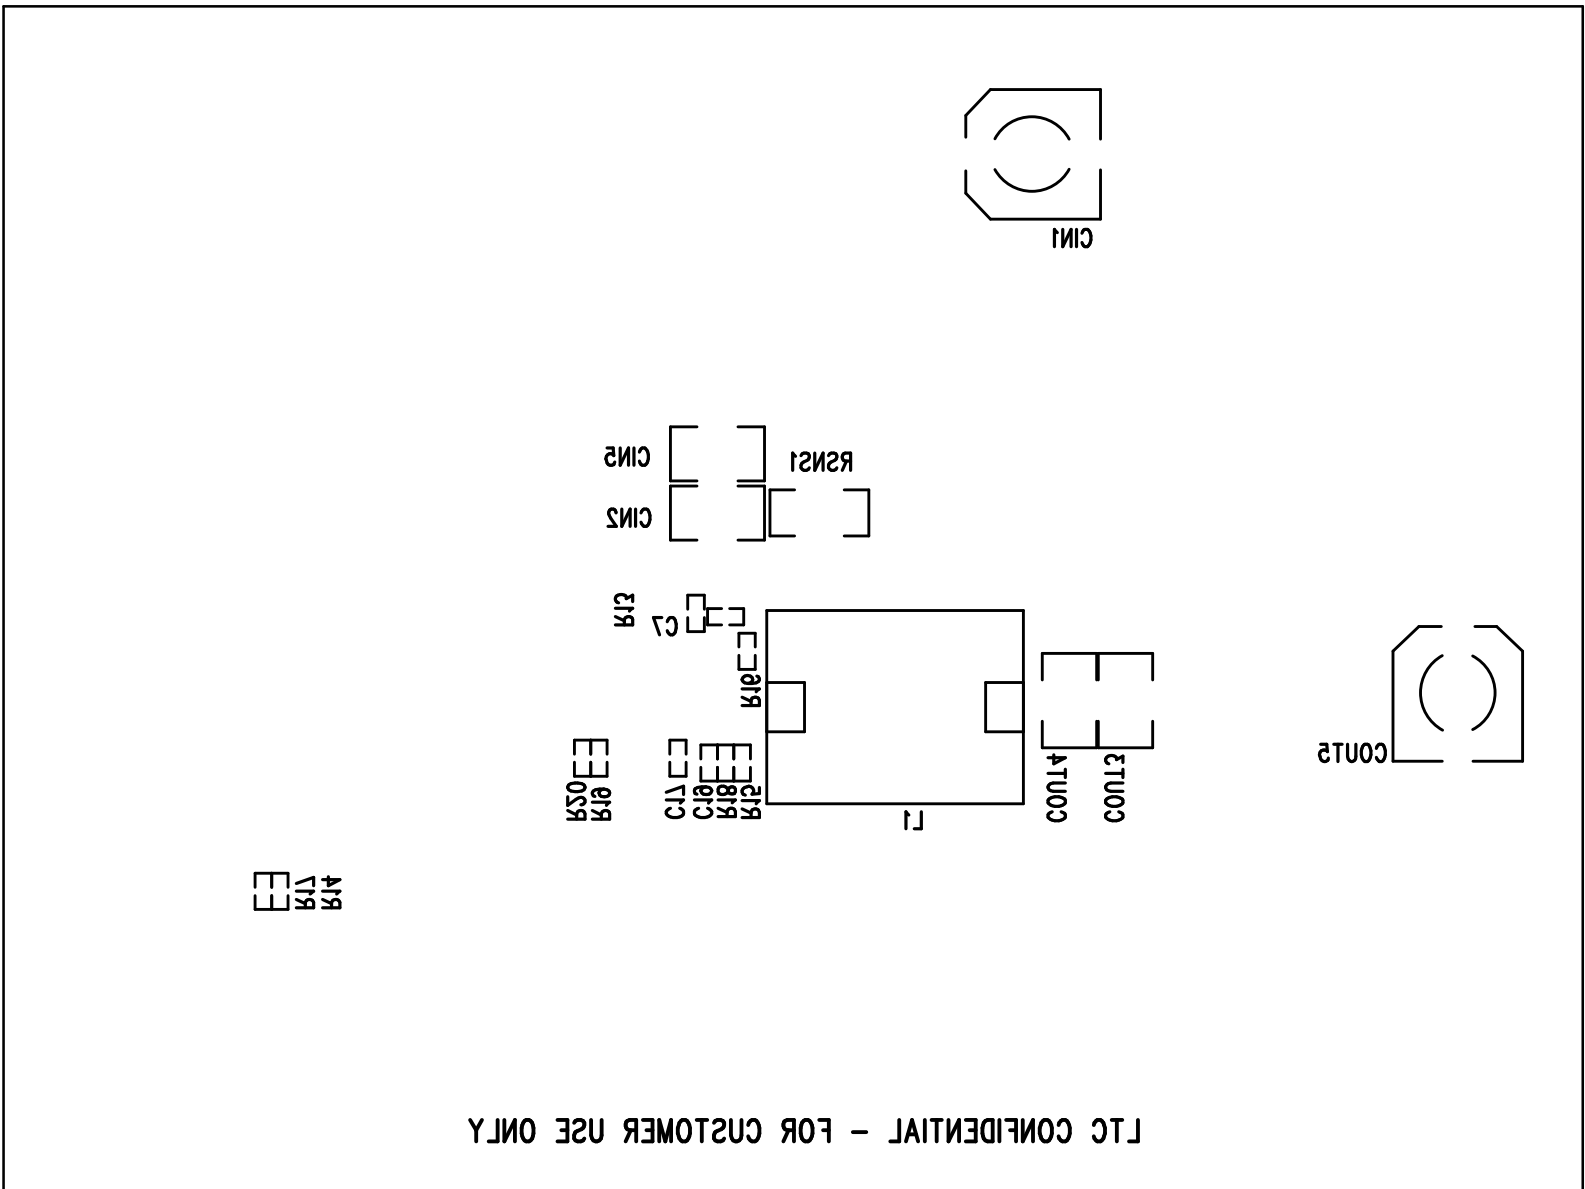 CIN1
CIN5
RSNS1
CIN2
R13
C7
R16
COUT5
COUT4
COUT3
R20
R19
C17
C19
R18
R15
L1
R17
R14
LTC CONFIDENTIAL - FOR CUSTOMER USE ONLY